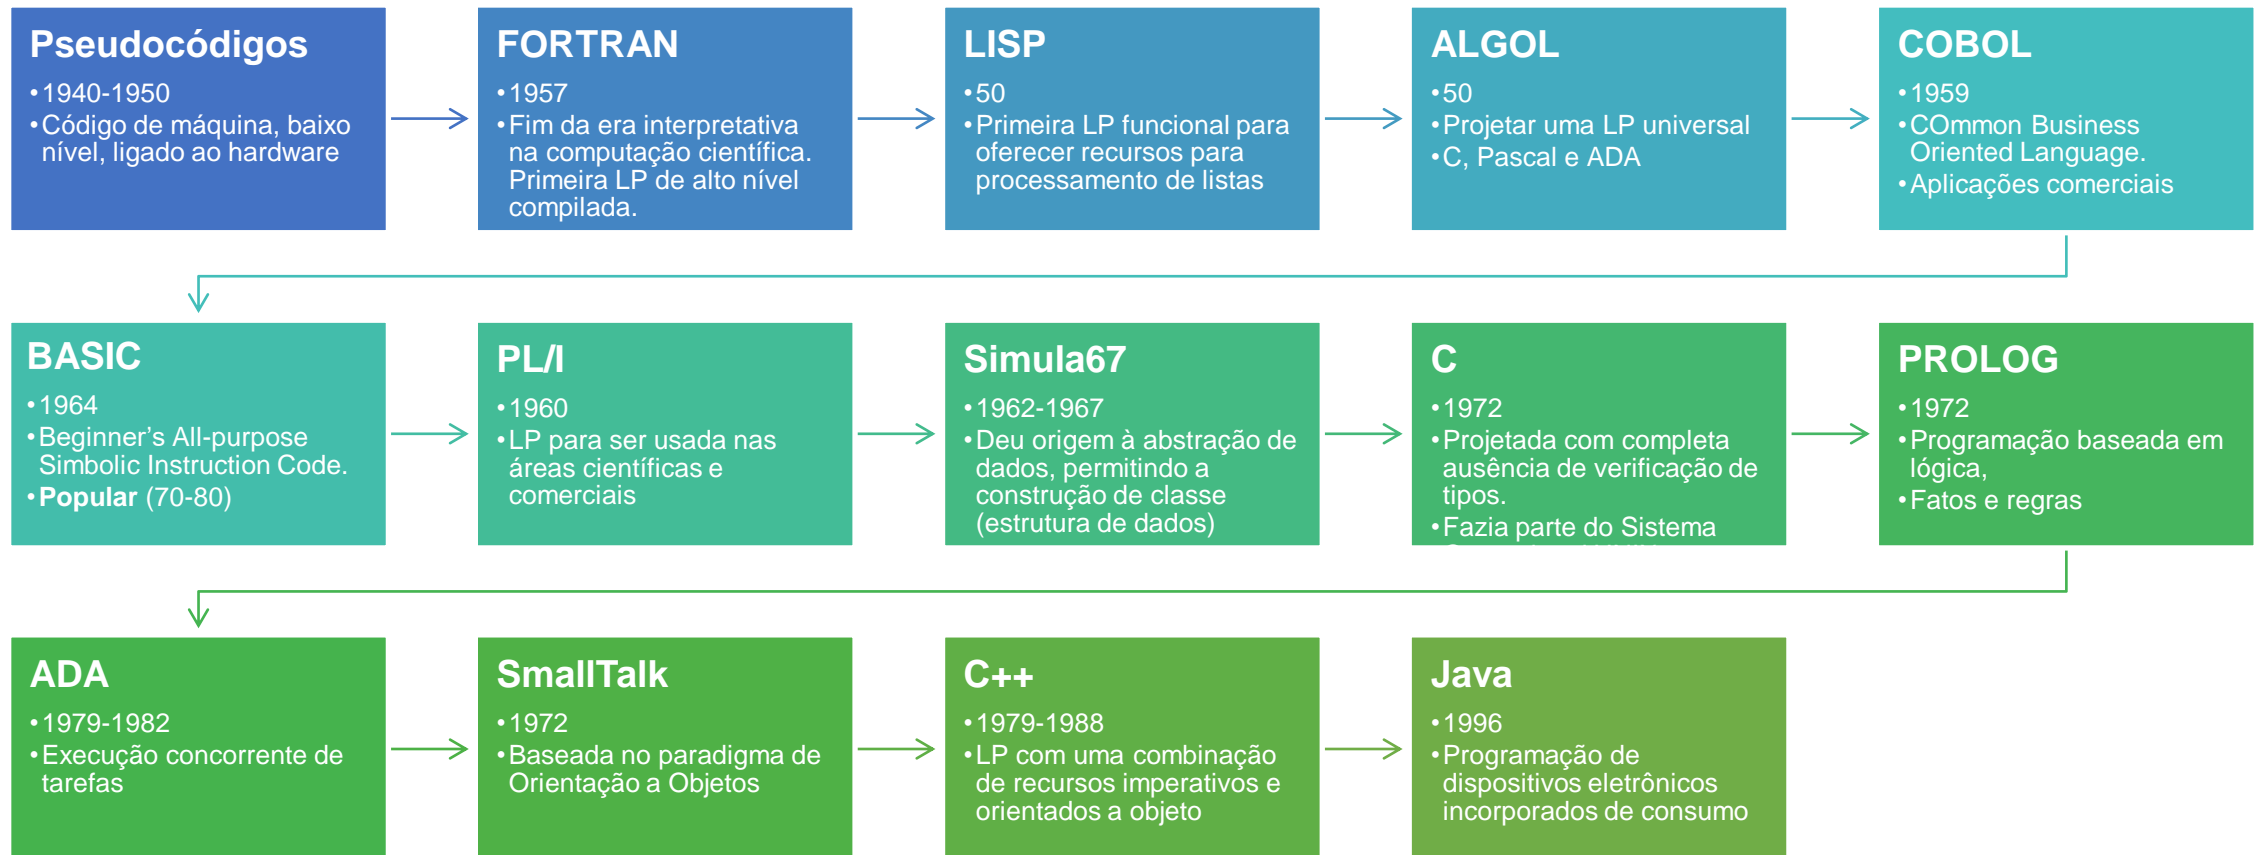 Pseudocódigos
•1940-1950
•Código de máquina, baixo
nível, ligado ao hardware
FORTRAN
•1957
•Fim da era interpretativa
na computação científica.
Primeira LP de alto nível
compilada.
LISP
•50
•Primeira LP funcional para
oferecer recursos para
processamento de listas
ALGOL
•50
•Projetar uma LP universal
•C, Pascal e ADA
COBOL
•1959
•COmmon Business
Oriented Language.
•Aplicações comerciais
BASIC
•1964
•Beginner’s All-purpose
Simbolic Instruction Code.
•Popular (70-80)
PL/I
•1960
•LP para ser usada nas
áreas científicas e
comerciais
Simula67
•1962-1967
•Deu origem à abstração de
dados, permitindo a
construção de classe
(estrutura de dados)
C
•1972
•Projetada com completa
ausência de verificação de
tipos.
•Fazia parte do Sistema
PROLOG
•1972
•Programação baseada em
lógica,
•Fatos e regras
ADA
•1979-1982
•Execução concorrente de
tarefas
SmallTalk
•1972
•Baseada no paradigma de
Orientação a Objetos
C++
•1979-1988
•LP com uma combinação
de recursos imperativos e
orientados a objeto
Java
•1996
•Programação de
dispositivos eletrônicos
incorporados de consumo